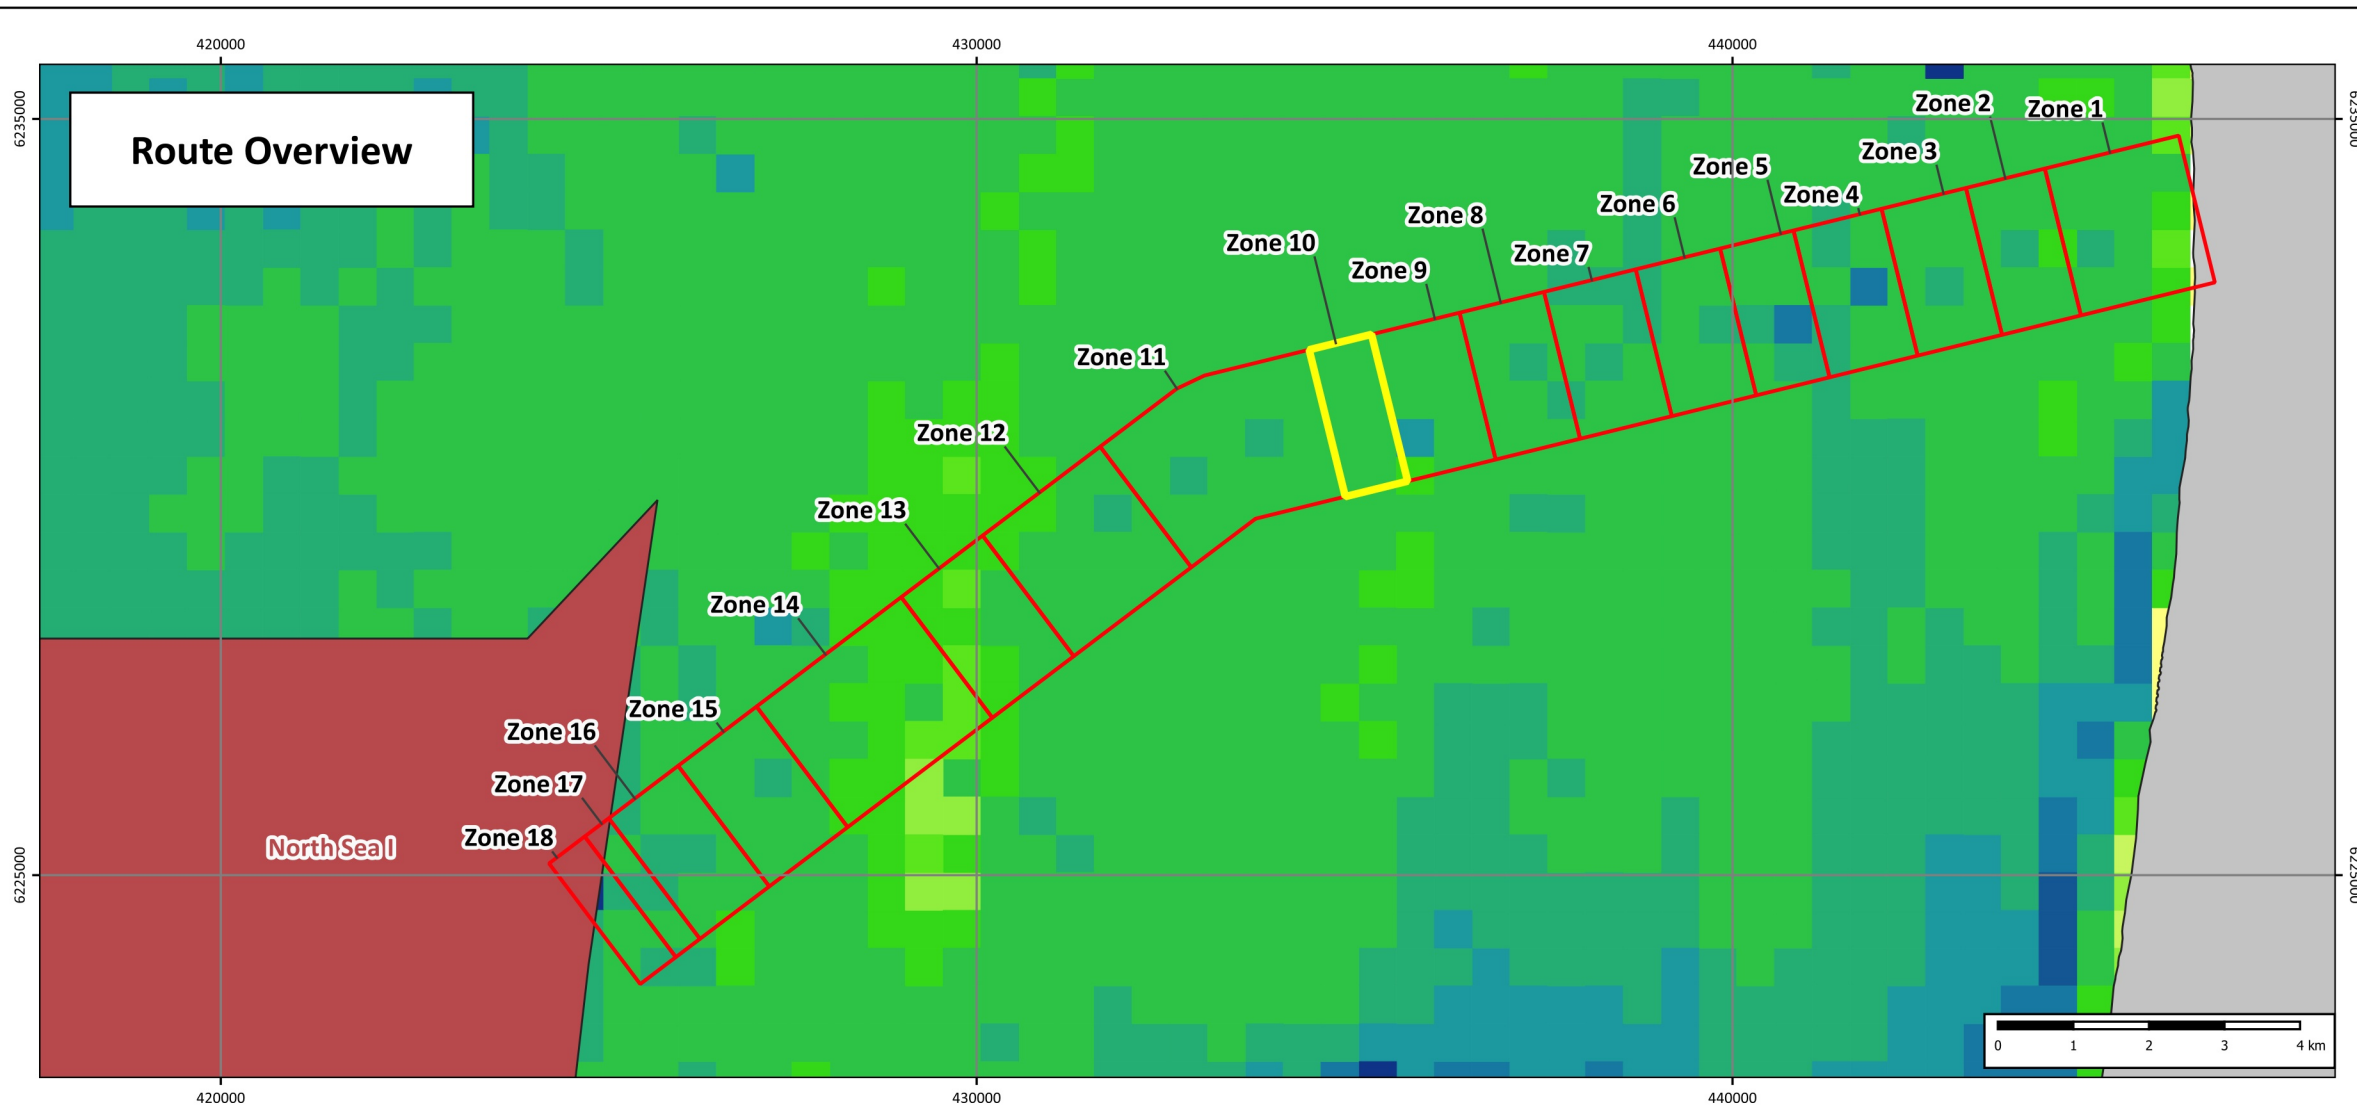 420000 430000 440000
6235000 6235000
Route Overview
Zone 2
Zone 1
Zone 3
Zone 5
Zone 4
Zone 6
Zone 8
Zone 10
Zone 7
Zone 9
Zone 11
Zone 12
Zone 13
Zone 14
Zone 15
Zone 16
Zone 17
Zone 18
North Sea I
6225000 6225000
0 1 2 3 4 km
420000 430000 440000